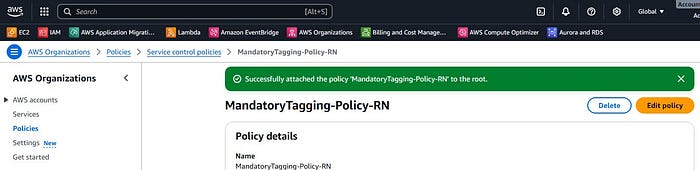 aws
Search [Alt+S] Global Account
EC2 IAM AWS Application Migrati... Lambda Amazon EventBridge AWS Organizations Billing and Cost Manage... AWS Compute Optimizer Aurora and RDS
AWS Organizations > Policies > Service control policies > MandatoryTagging-Policy-RN
AWS Organizations
Successfully attached the policy 'MandatoryTagging-Policy-RN' to the root.
AWS accounts
Services
Policies
Settings New
Get started
MandatoryTagging-Policy-RN Delete Edit policy
Policy details
Name
MandatoryTagging-Policy-RN